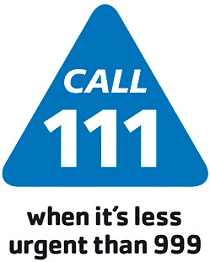 CALL
111
when it's less
urgent than 999